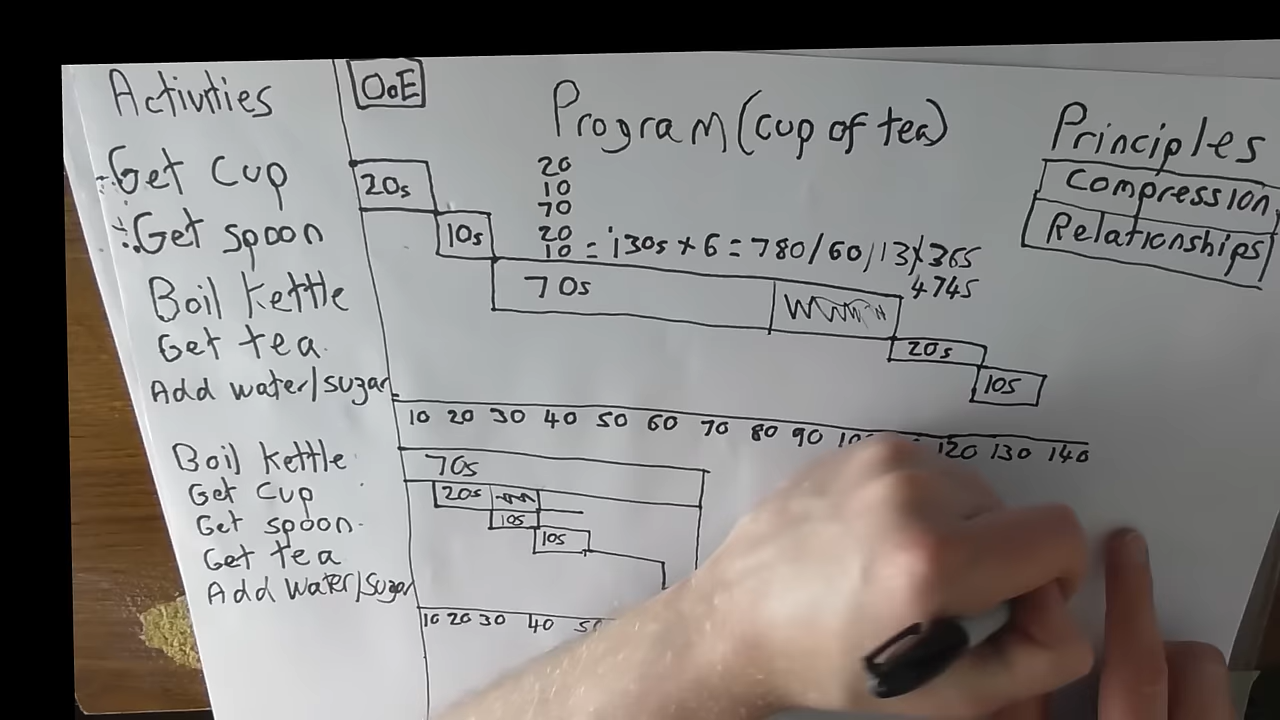 Activities
OoE
Program (cup of tea)
Principles
Compression
Relationships
Get Cup
20s
Get spoon
10s
20
10
70
20
10 = 130s * 6 = 780/60/13*365
4745
Boil Kettle
70s
Get tea
20s
Add water/sugar
10s
10 20 30 40 50 60 70 80 90 120 130 140
Boil Kettle
70s
Get Cup
20s
Get spoon
10s
Get tea
10s
Add water/sugar
10 20 30 40